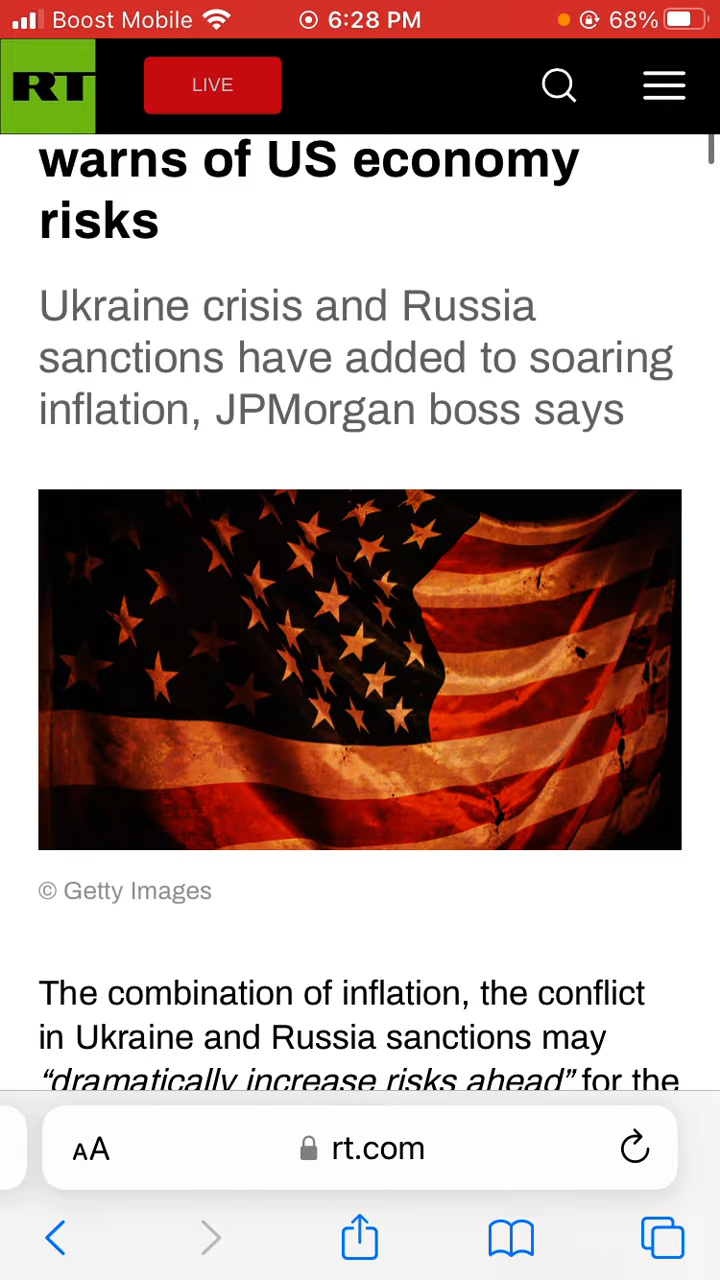 Boost Mobile 6:28 PM 68%
RT LIVE
warns of US economy
risks
Ukraine crisis and Russia
sanctions have added to soaring
inflation, JPMorgan boss says
© Getty Images
The combination of inflation, the conflict
in Ukraine and Russia sanctions may
“dramatically increase risks ahead” for the
AA rt.com